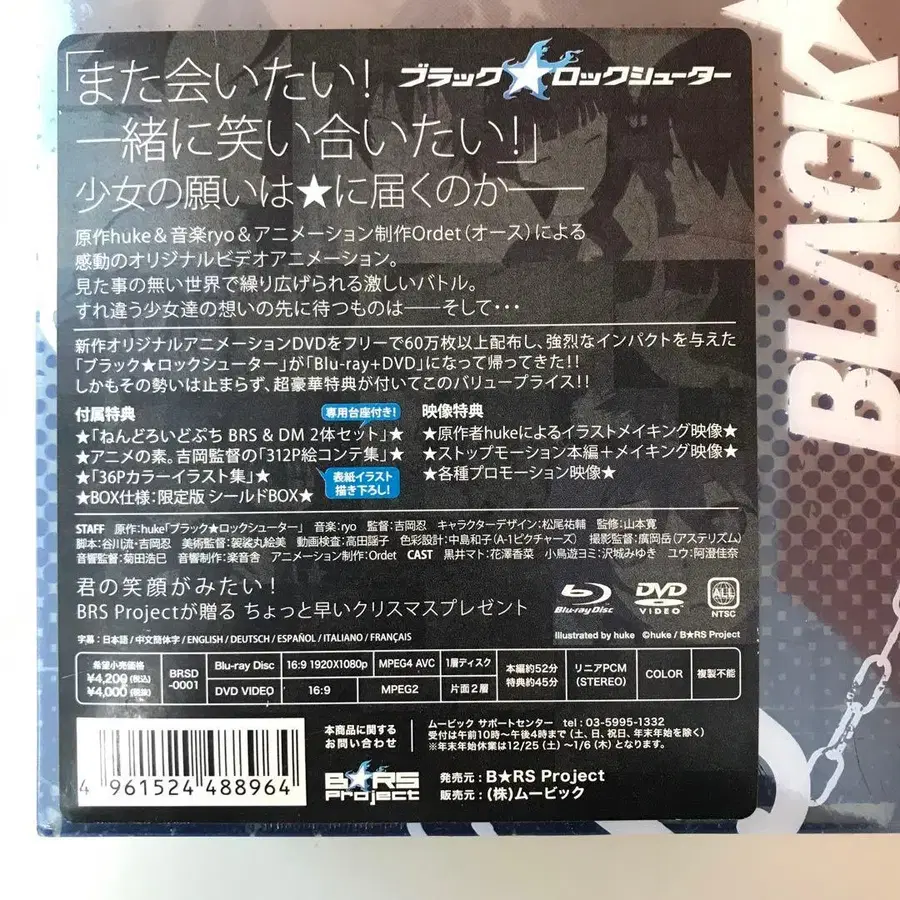 「また会いたい!
一緒に笑い合いたい!」
少女の願いは★に届くのか——
ブラック★ロックシューター
原作huke&音楽ryo&アニメーション制作Ordet(オース)による
感動のオリジナルビデオアニメーション。
見た事の無い世界で繰り広げられる激しいバトル。
すれ違う少女達の想いの先に待つものは——そして・・・
新作オリジナルアニメーションDVDをフリーで60万枚以上配布し、強烈なインパクトを与えた
「ブラック★ロックシューター」が「Blu-ray+DVD」になって帰ってきた!!
しかもその勢いは止まらず、超豪華特典が付いてこのバリュープライス!!
付属特典
専用台座付き!
★「ねんどろいどぷち BRS & DM 2体セット」★
★アニメの素。吉岡監督の「312P絵コンテ集」★
★「36Pカラーイラスト集」★
表紙イラスト
描き下ろし!
★BOX仕様:限定版 シールドBOX★
映像特典
★原作者hukeによるイラストメイキング映像★
★ストップモーション本編+メイキング映像★
★各種プロモーション映像★
STAFF 原作:huke「ブラック★ロックシューター」 音楽:ryo 監督:吉岡忍 キャラクターデザイン:松尾祐輔 監修:山本寛
脚本:谷川流・吉岡忍 美術監督:袈裟丸絵美 動画検査:高田謡子 色彩設計:中島和子(A-1ピクチャーズ) 撮影監督:廣岡岳(アステリズム)
音響監督:菊田浩巳 音響制作:楽音舎 アニメーション制作:Ordet CAST 黒井マト:花澤香菜 小鳥遊ヨミ:沢城みゆき ユウ:阿澄佳奈
君の笑顔がみたい!
BRS Projectが贈る ちょっと早いクリスマスプレゼント
Blu-ray Disc
DVD VIDEO
ALL NTSC
字幕:日本語/中文簡体字/ENGLISH/DEUTSCH/ESPAÑOL/ITALIANO/FRANÇAIS
Illustrated by huke ©huke / B★RS Project
希望小売価格
¥4,200(税込)
¥4,000(税抜)
BRSD
-0001
Blu-ray Disc 16:9 1920X1080p MPEG4 AVC 1層ディスク
DVD VIDEO 16:9 MPEG2 片面2層
本編約52分
特典約45分
リニアPCM
(STEREO)
COLOR
複製不能
4 961524 488964
本商品に関する
お問い合わせ
ムービック サポートセンター tel : 03-5995-1332
受付は午前10時〜午後4時まで(土、日、祝日、年末年始を除く)
※年末年始休業は12/25(土)〜1/6(木)となります。
B★RS
Project
発売元:B★RS Project
販売元:(株)ムービック
BLACK★